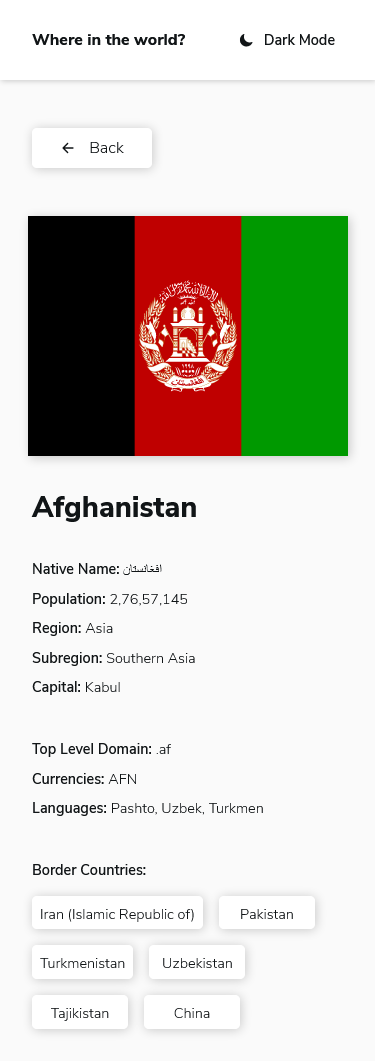 Where in the world?
Dark Mode
Back
Afghanistan
Native Name: افغانستان
Population: 2,76,57,145
Region: Asia
Subregion: Southern Asia
Capital: Kabul
Top Level Domain: .af
Currencies: AFN
Languages: Pashto, Uzbek, Turkmen
Border Countries:
Iran (Islamic Republic of)
Pakistan
Turkmenistan
Uzbekistan
Tajikistan
China